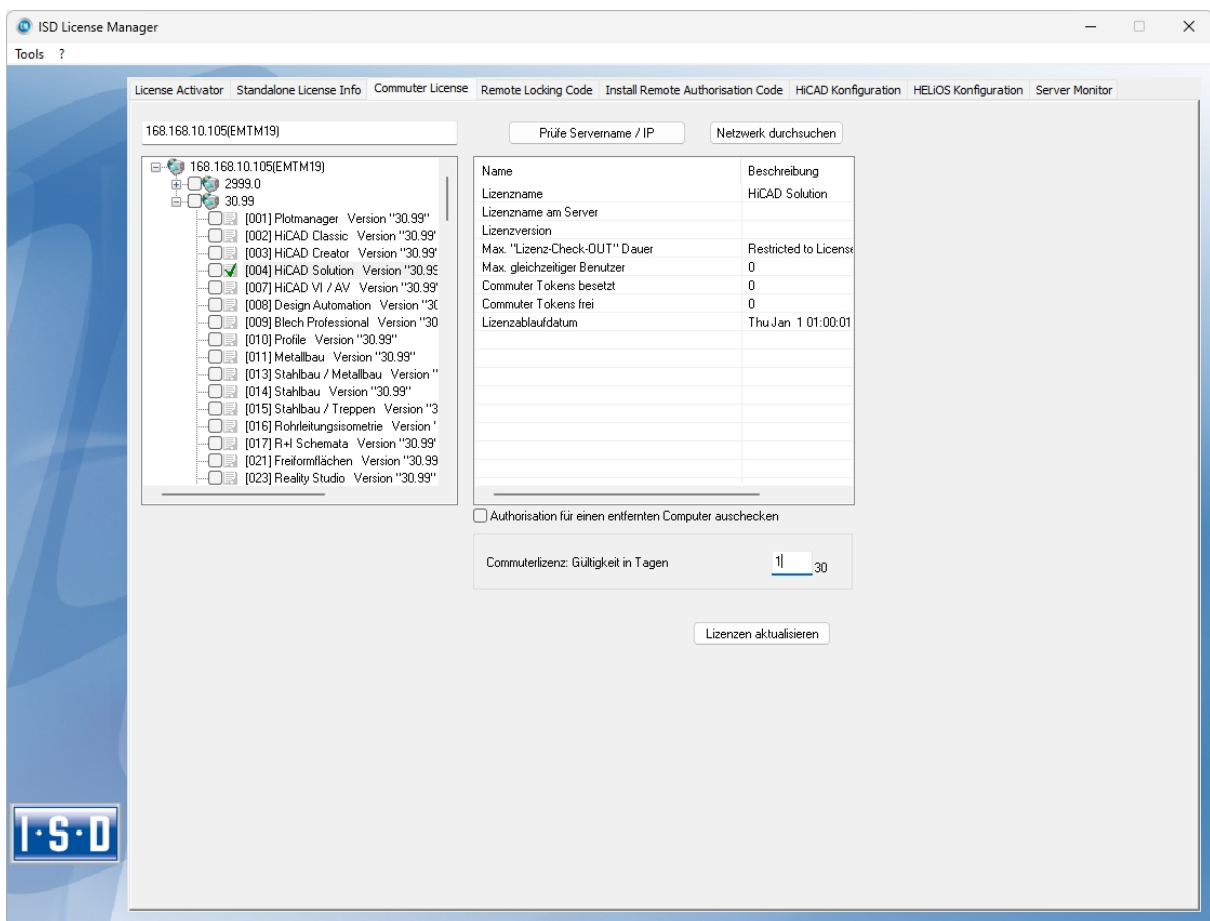 ISD License Manager
Tools ?
License Activator Standalone License Info Commuter License Remote Locking Code Install Remote Authorisation Code HiCAD Konfiguration HELiOS Konfiguration Server Monitor
168.168.10.105(EMTM19)
Prüfe Servername / IP
Netzwerk durchsuchen
168.168.10.105(EMTM19)
2999.0
30.99
[001] Plotmanager Version "30.99"
[002] HiCAD Classic Version "30.99'
[003] HiCAD Creator Version "30.99'
[004] HiCAD Solution Version "30.99
[007] HiCAD VI / AV Version "30.99'
[008] Design Automation Version "30
[009] Blech Professional Version "30
[010] Profile Version "30.99"
[011] Metallbau Version "30.99"
[013] Stahlbau / Metallbau Version "
[014] Stahlbau Version "30.99"
[015] Stahlbau / Treppen Version "3
[016] Rohrleitungsisometrie Version '
[017] R+I Schemata Version "30.99'
[021] Freiformflächen Version "30.99
[023] Reality Studio Version "30.99"
Name Beschreibung
Lizenzname HiCAD Solution
Lizenzname am Server
Lizenzversion
Max. "Lizenz-Check-OUT" Dauer Restricted to License
Max. gleichzeitiger Benutzer 0
Commuter Tokens besetzt 0
Commuter Tokens frei 0
Lizenzablaufdatum Thu Jan 1 01:00:01
Authorisation für einen entfernten Computer auschecken
Commuterlizenz: Gültigkeit in Tagen 1 30
Lizenzen aktualisieren
I·S·D